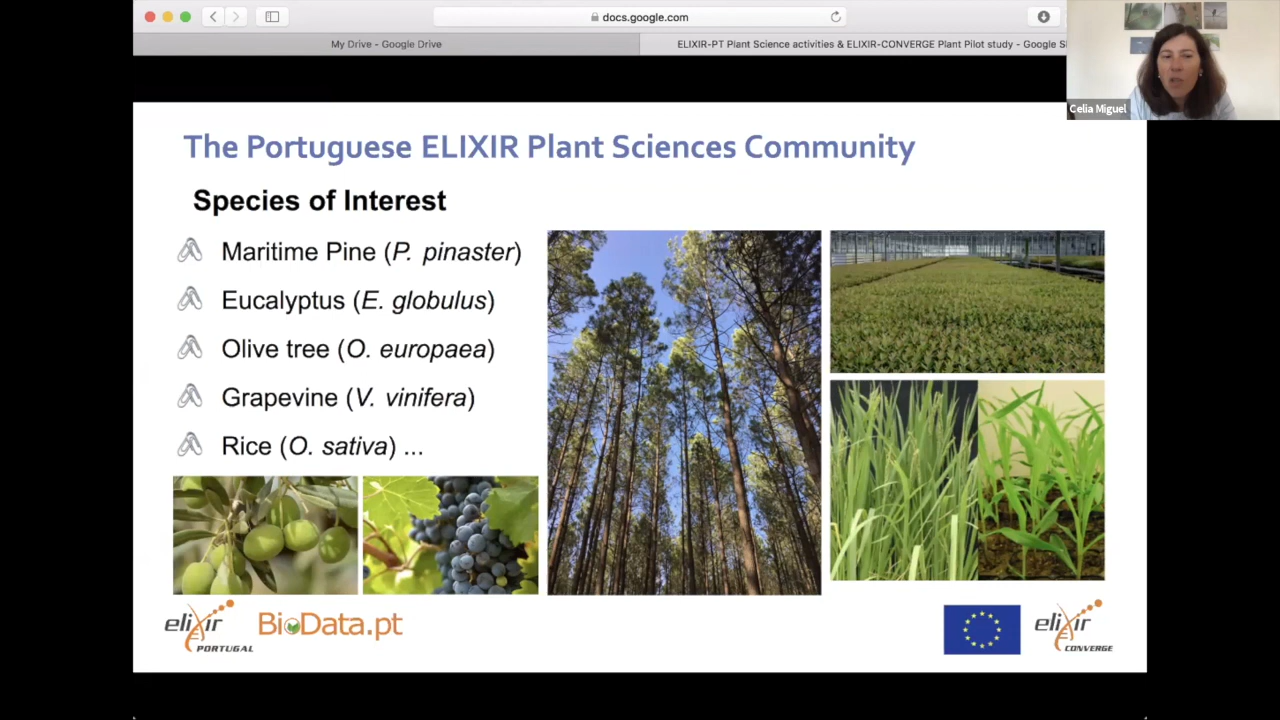 docs.google.com
My Drive - Google Drive
ELIXIR-PT Plant Science activities & ELIXIR-CONVERGE Plant Pilot study - Google Sl
Celia Miguel
The Portuguese ELIXIR Plant Sciences Community
Species of Interest
Maritime Pine (P. pinaster)
Eucalyptus (E. globulus)
Olive tree (O. europaea)
Grapevine (V. vinifera)
Rice (O. sativa) ...
elixir
PORTUGAL
BioData.pt
elixir
CONVERGE